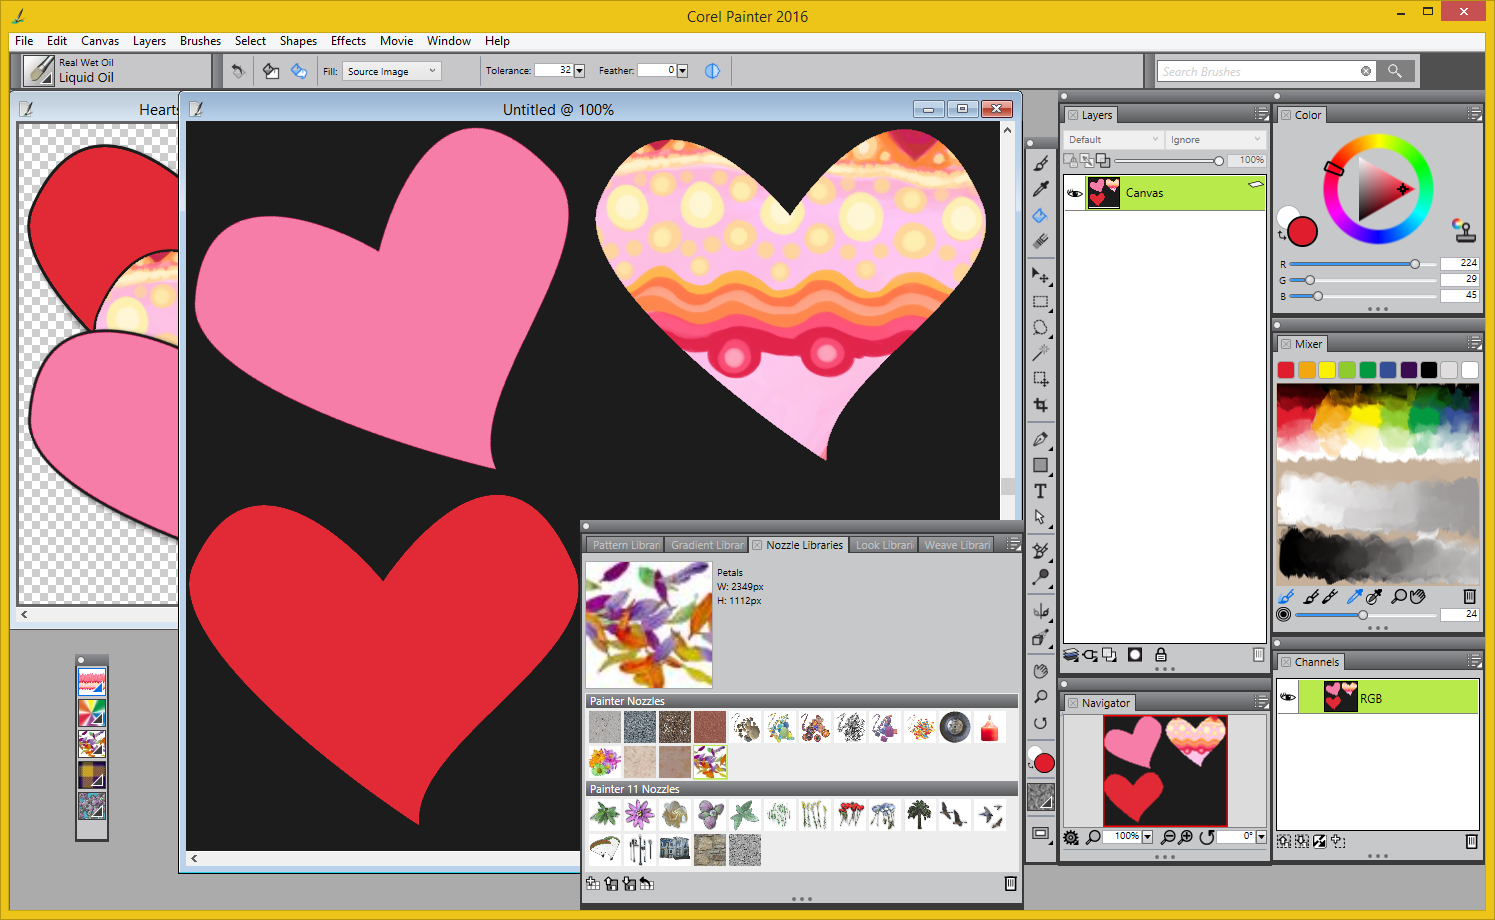 Corel Painter 2016
File Edit Canvas Layers Brushes Select Shapes Effects Movie Window Help
Real Wet Oil
Liquid Oil
Fill: Source Image
Tolerance: 32
Feather: 0
Search Brushes
Hearts
Untitled @ 100%
Layers
Default
Ignore
100%
Canvas
Color
R 224
G 29
B 45
Mixer
24
Channels
RGB
Navigator
100%
0°
Pattern Librar
Gradient Librar
Nozzle Libraries
Look Librari
Weave Librari
Petals
W: 2349px
H: 1112px
Painter Nozzles
Painter 11 Nozzles